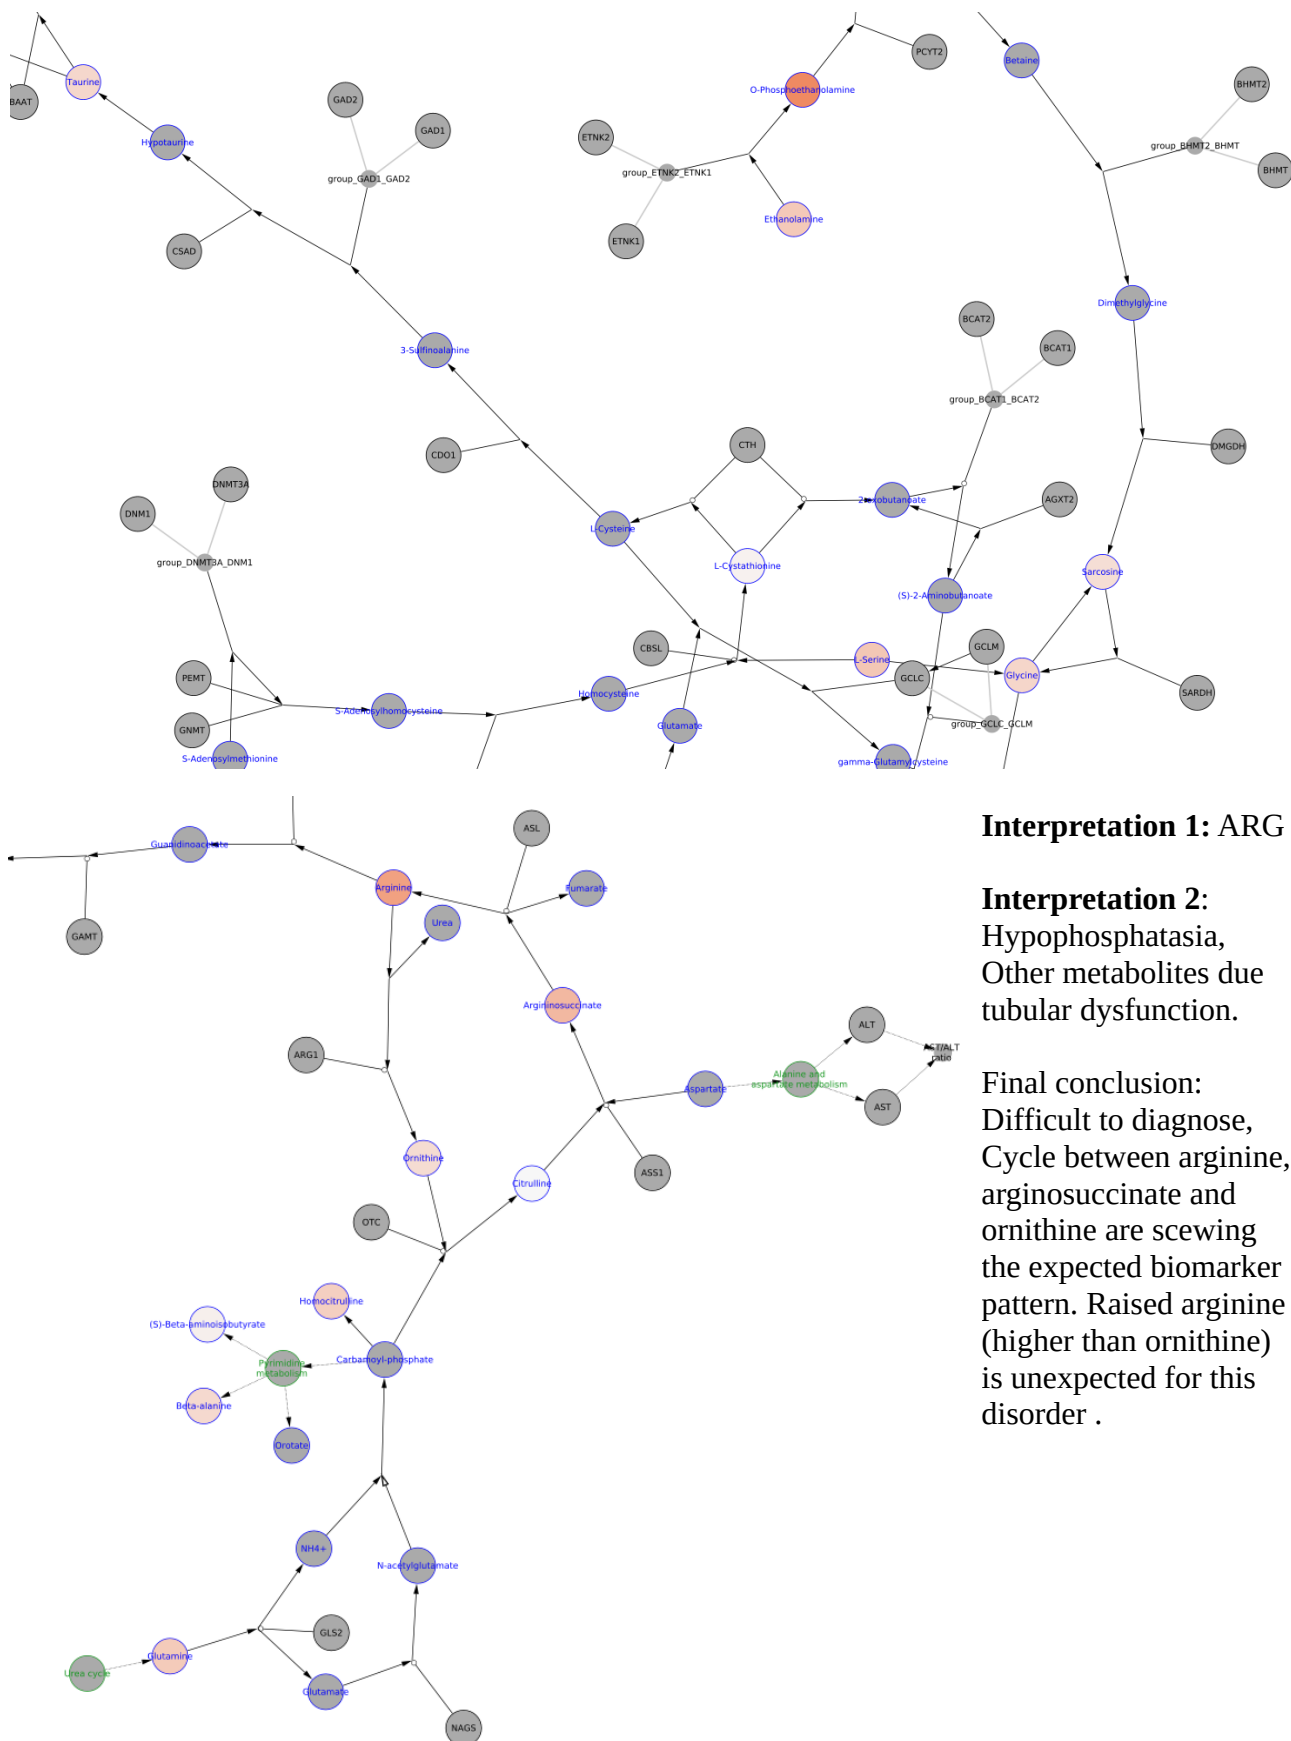 PCYT2
Betaine
Taurine
BAAT
O-Phosphoethanolamine
BHMT2
GAD2
GAD1
Hypotaurine
ETNK2
group_BHMT2_BHMT
BHMT
group_ETNK2_ETNK1
group_GAD1_GAD2
Ethanolamine
ETNK1
CSAD
Dimethylglycine
BCAT2
BCAT1
3-Sulfinoalanine
group_BCAT1_BCAT2
CDO1
CTH
DMGDH
DNMT3A
DNM1
2-oxobutanoate
AGXT2
L-Cysteine
group_DNMT3A_DNM1
L-Cystathionine
Sarcosine
(S)-2-Aminobutanoate
CBSL
GCLM
L-Serine
Glycine
PEMT
GCLC
SARDH
Homocysteine
S-Adenosylhomocysteine
GNMT
Glutamate
group_GCLC_GCLM
S-Adenosylmethionine
gamma-Glutamylcysteine
Interpretation 1: ARG
Interpretation 2:
Hypophosphatasia,
Other metabolites due
tubular dysfunction.
Final conclusion:
Difficult to diagnose,
Cycle between arginine,
arginosuccinate and
ornithine are scewing
the expected biomarker
pattern. Raised arginine
(higher than ornithine)
is unexpected for this
disorder .
ASL
Guanidinoacetate
Arginine
Fumarate
Urea
GAMT
Argininosuccinate
ALT
AST/ALT
ratio
ARG1
Alanine and
aspartate metabolism
Aspartate
AST
Ornithine
Citrulline
ASS1
OTC
Homocitrulline
(S)-Beta-aminoisobutyrate
Carbamoyl-phosphate
Pyrimidine
metabolism
Beta-alanine
Orotate
NH4+
N-acetylglutamate
GLS2
Glutamine
Urea cycle
Glutamate
NAGS